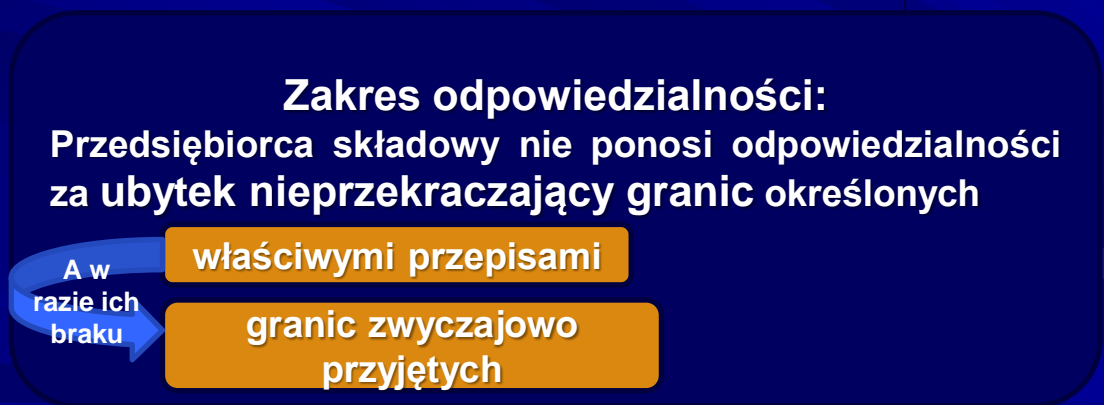 Zakres odpowiedzialności:
Przedsiębiorca składowy nie ponosi odpowiedzialności
za ubytek nieprzekraczający granic określonych
właściwymi przepisami
A w
razie ich
braku
granic zwyczajowo
przyjętych